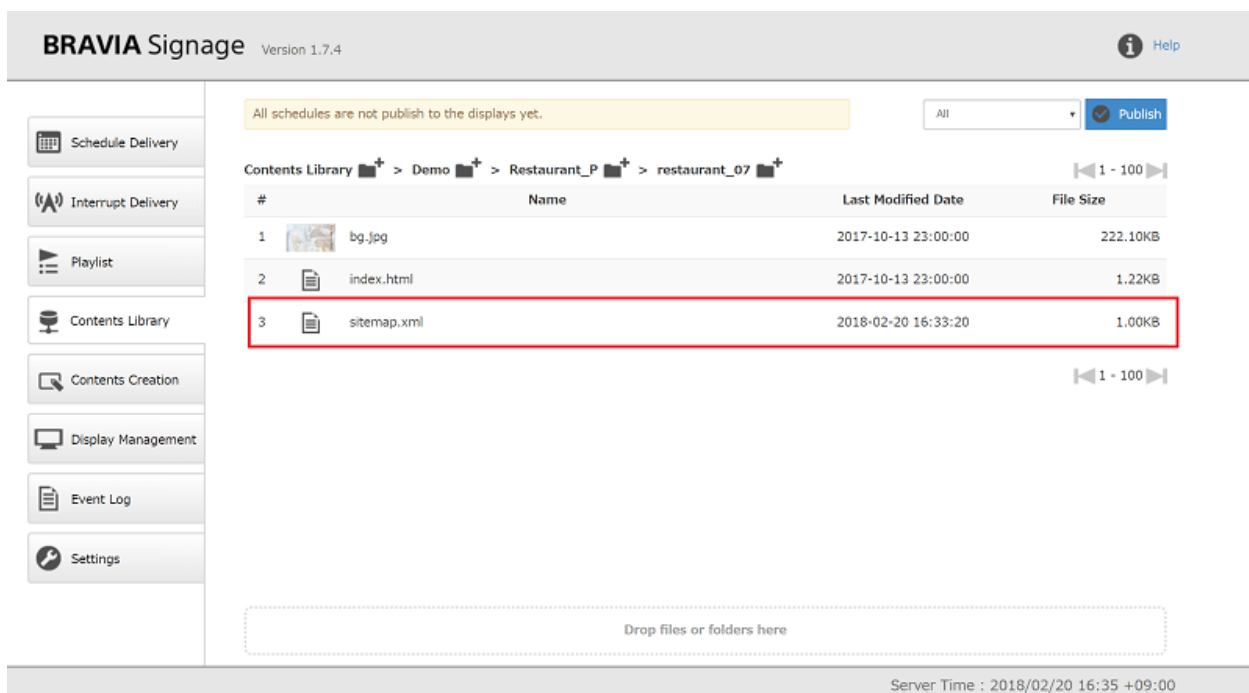 BRAVIA Signage Version 1.7.4
Help
All schedules are not publish to the displays yet.
All
Publish
Schedule Delivery
Interrupt Delivery
Playlist
Contents Library
Contents Creation
Display Management
Event Log
Settings
Contents Library > Demo > Restaurant_P > restaurant_07
1 - 100
# Name Last Modified Date File Size
1 bg.jpg 2017-10-13 23:00:00 222.10KB
2 index.html 2017-10-13 23:00:00 1.22KB
3 sitemap.xml 2018-02-20 16:33:20 1.00KB
1 - 100
Drop files or folders here
Server Time : 2018/02/20 16:35 +09:00